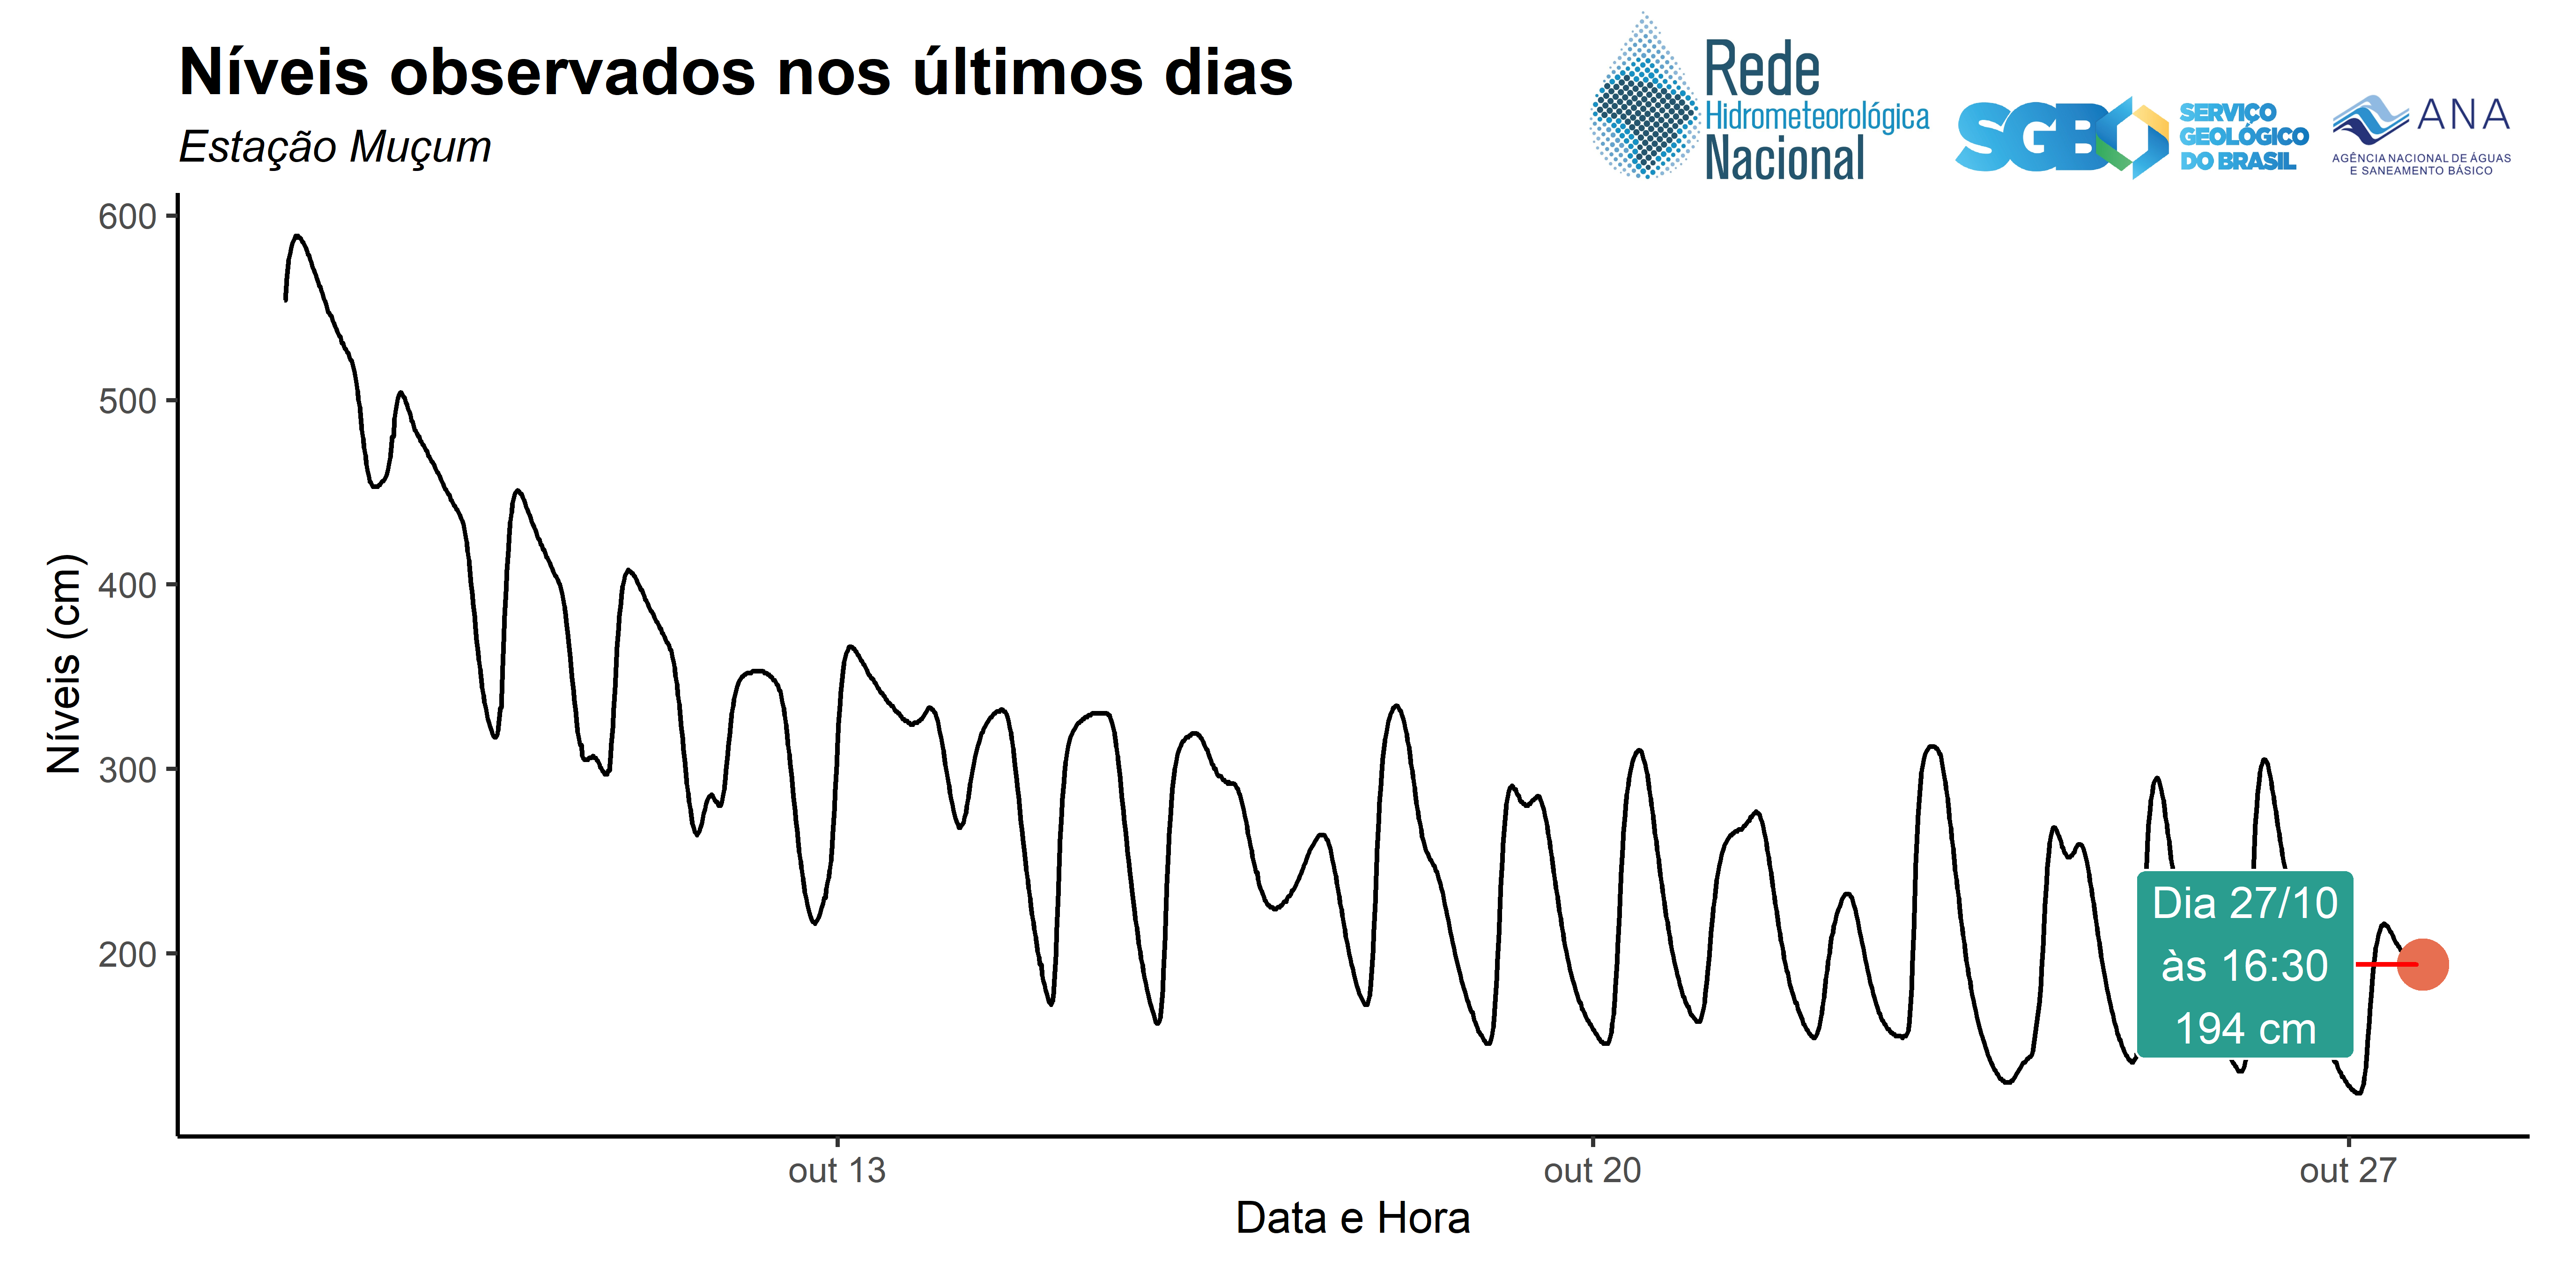 Níveis observados nos últimos dias
Estação Muçum
Rede
Hidrometeorológica
Nacional
SGB
SERVIÇO
GEOLÓGICO
DO BRASIL
ANA
AGÊNCIA NACIONAL DE ÁGUAS
E SANEAMENTO BÁSICO
Níveis (cm)
600
500
400
300
200
Dia 27/10
às 16:30
194 cm
out 13
out 20
out 27
Data e Hora